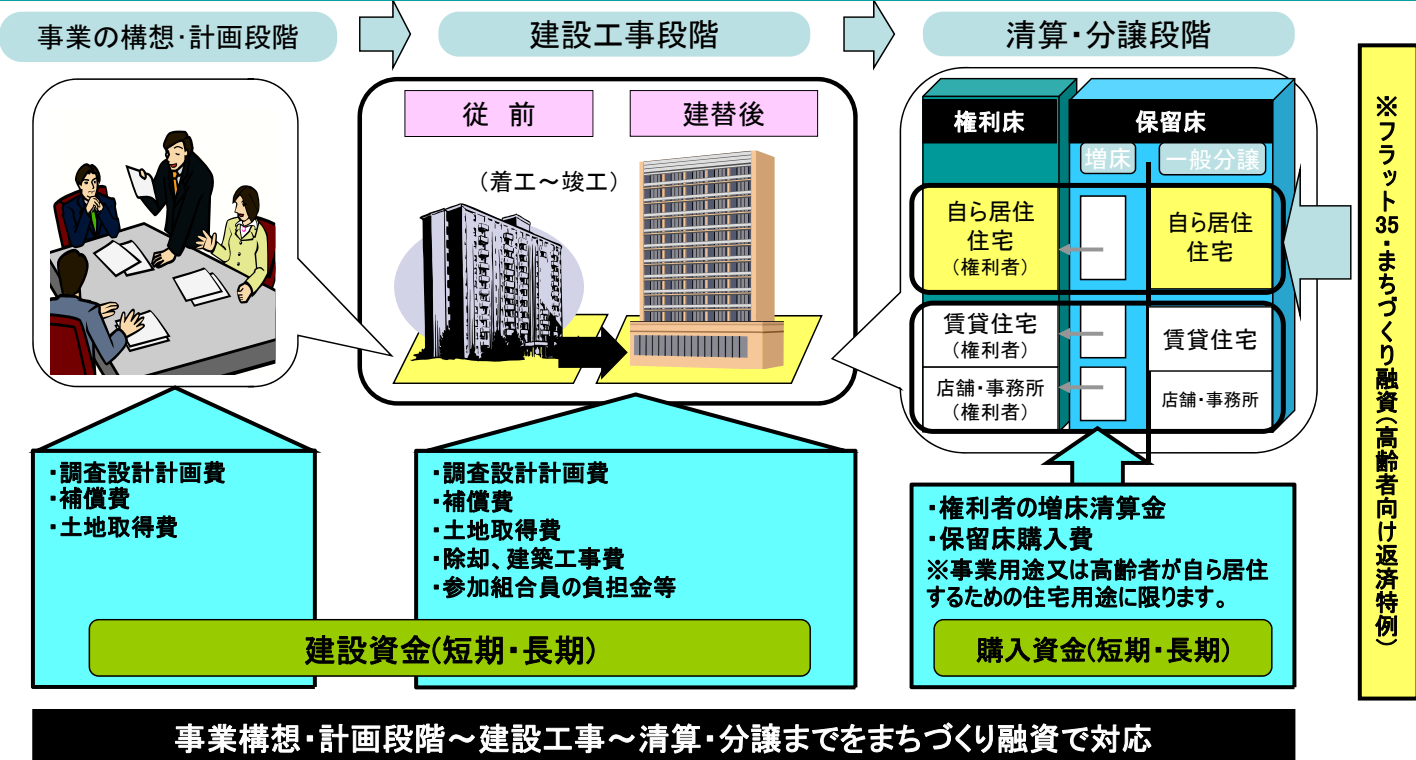 事業の構想・計画段階
建設工事段階
清算・分譲段階
従 前
建替後
(着工～竣工)
権利床
保留床
増床
一般分譲
自ら居住
住宅
(権利者)
自ら居住
住宅
賃貸住宅
(権利者)
賃貸住宅
店舗・事務所
(権利者)
店舗・事務所
※フラット35・まちづくり融資(高齢者向け返済特例)
・調査設計計画費
・補償費
・土地取得費
・調査設計計画費
・補償費
・土地取得費
・除却、建築工事費
・参加組合員の負担金等
建設資金(短期・長期)
・権利者の増床清算金
・保留床購入費
※事業用途又は高齢者が自ら居住
するための住宅用途に限ります。
購入資金(短期・長期)
事業構想・計画段階～建設工事～清算・分譲までをまちづくり融資で対応